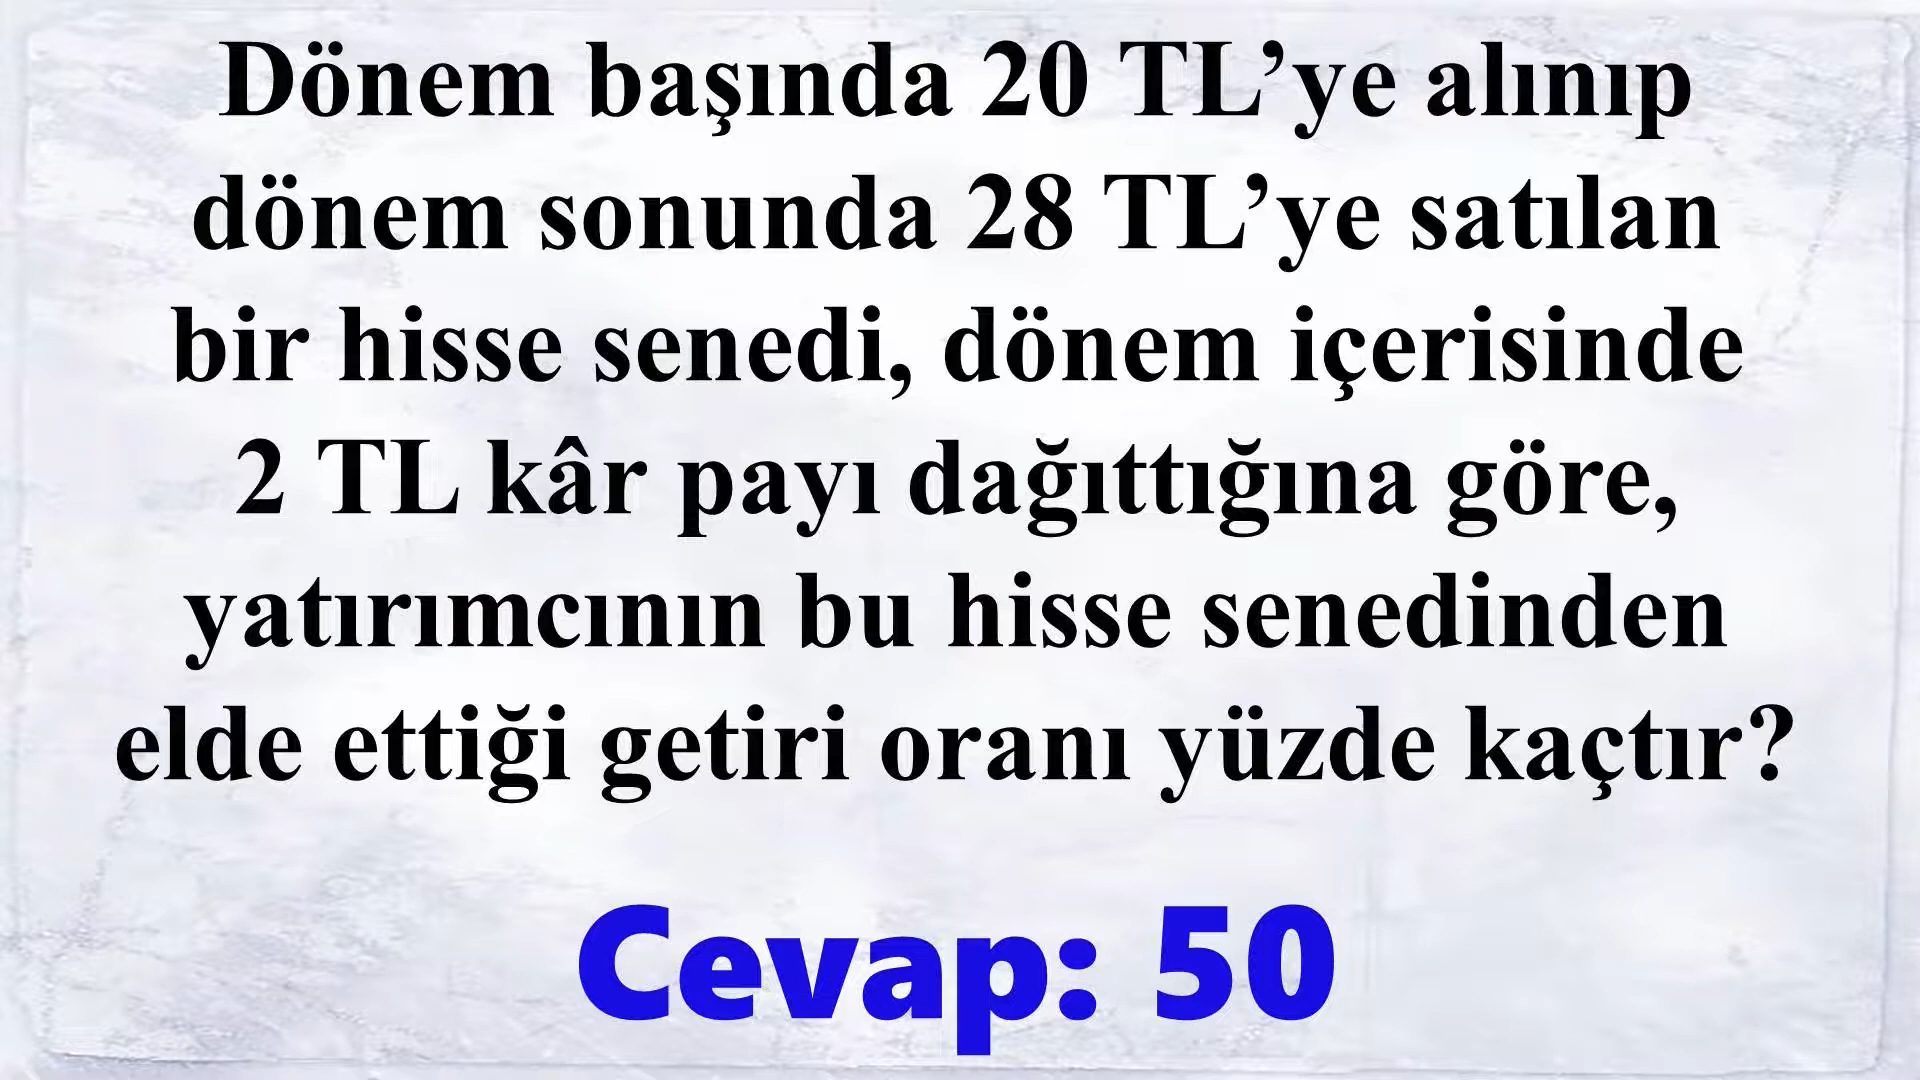 Dönem başında 20 TL’ye alınıp
dönem sonunda 28 TL’ye satılan
bir hisse senedi, dönem içerisinde
2 TL kâr payı dağıttığına göre,
yatırımcının bu hisse senedinden
elde ettiği getiri oranı yüzde kaçtır?
Cevap: 50